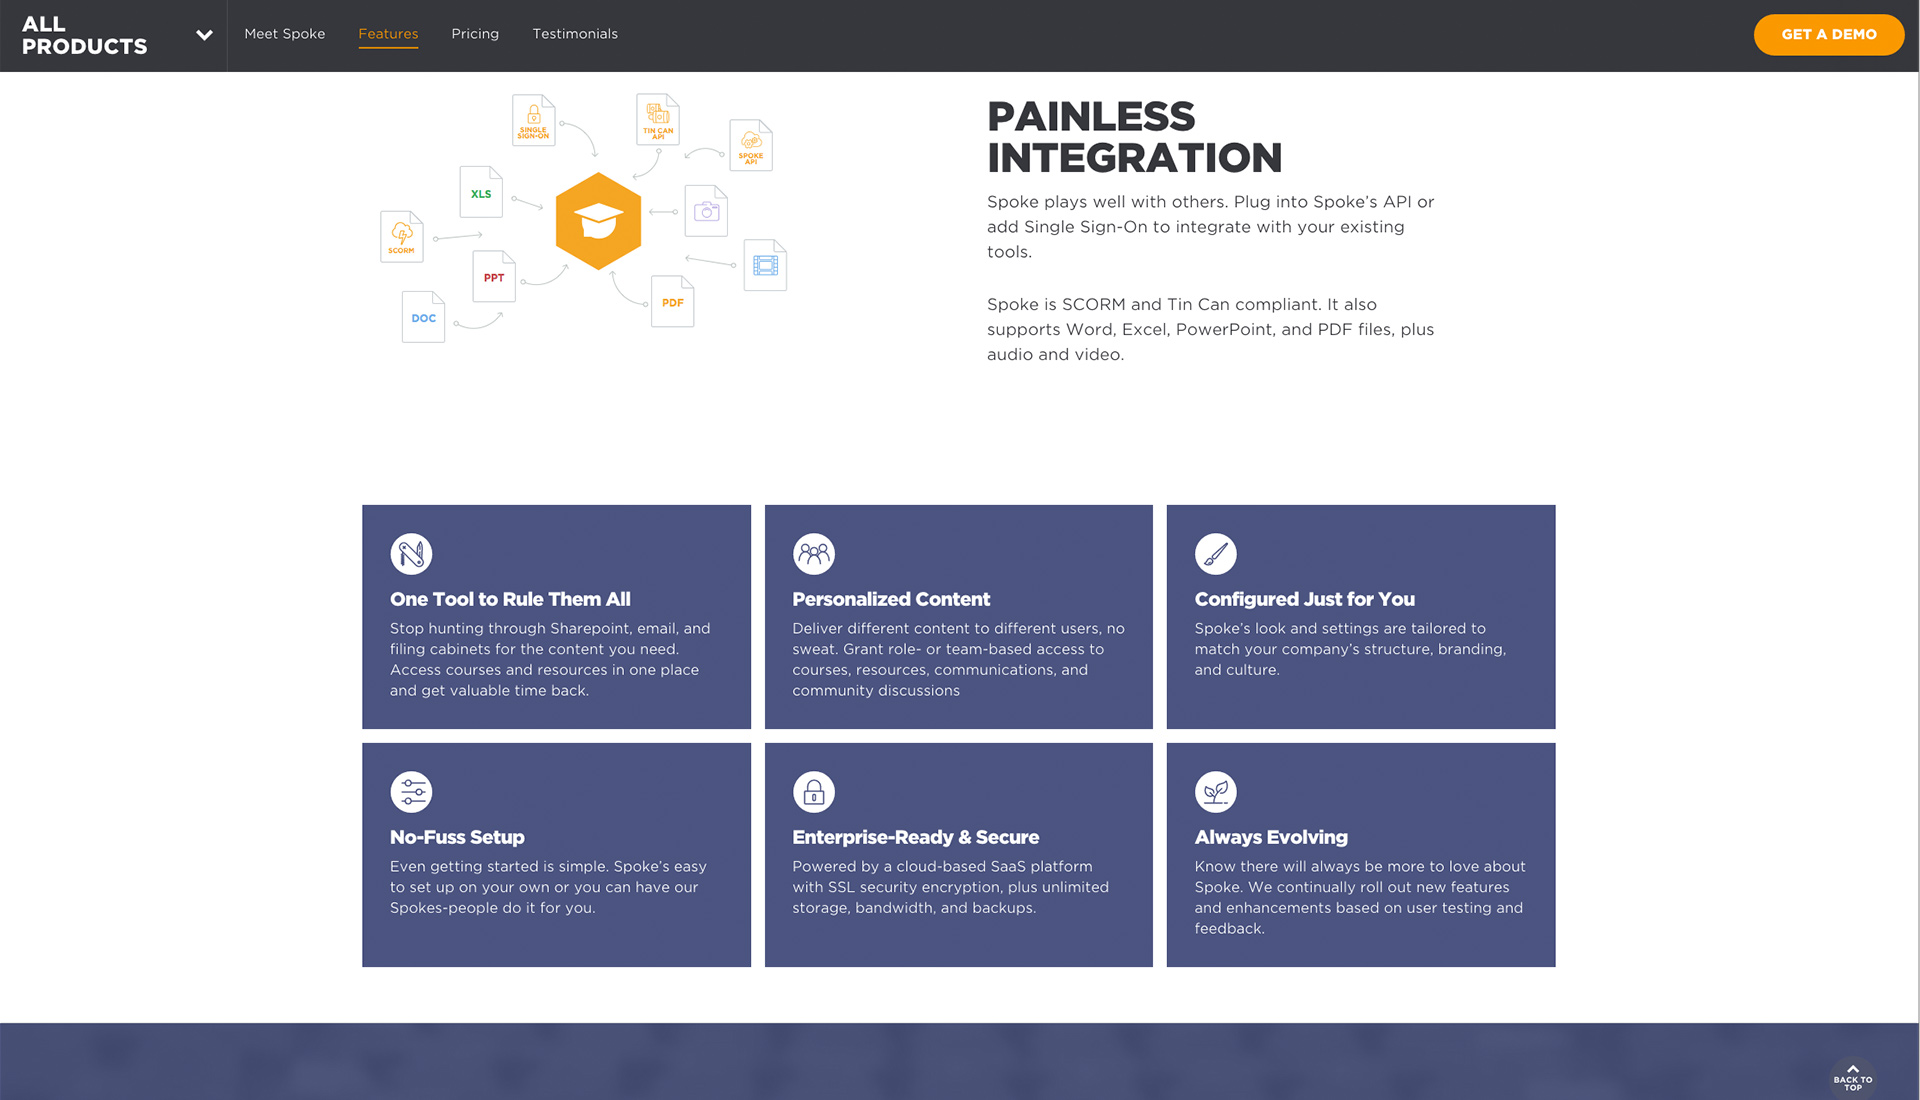 ALL
PRODUCTS
Meet Spoke
Features
Pricing
Testimonials
GET A DEMO
SINGLE
SIGN-ON
TIN CAN
API
SPOKE
API
XLS
SCORM
PPT
DOC
PDF
PAINLESS
INTEGRATION
Spoke plays well with others. Plug into Spoke’s API or
add Single Sign-On to integrate with your existing
tools.
Spoke is SCORM and Tin Can compliant. It also
supports Word, Excel, PowerPoint, and PDF files, plus
audio and video.
One Tool to Rule Them All
Stop hunting through Sharepoint, email, and
filing cabinets for the content you need.
Access courses and resources in one place
and get valuable time back.
Personalized Content
Deliver different content to different users, no
sweat. Grant role- or team-based access to
courses, resources, communications, and
community discussions
Configured Just for You
Spoke’s look and settings are tailored to
match your company’s structure, branding,
and culture.
No-Fuss Setup
Even getting started is simple. Spoke’s easy
to set up on your own or you can have our
Spokes-people do it for you.
Enterprise-Ready & Secure
Powered by a cloud-based SaaS platform
with SSL security encryption, plus unlimited
storage, bandwidth, and backups.
Always Evolving
Know there will always be more to love about
Spoke. We continually roll out new features
and enhancements based on user testing and
feedback.
BACK TO
TOP